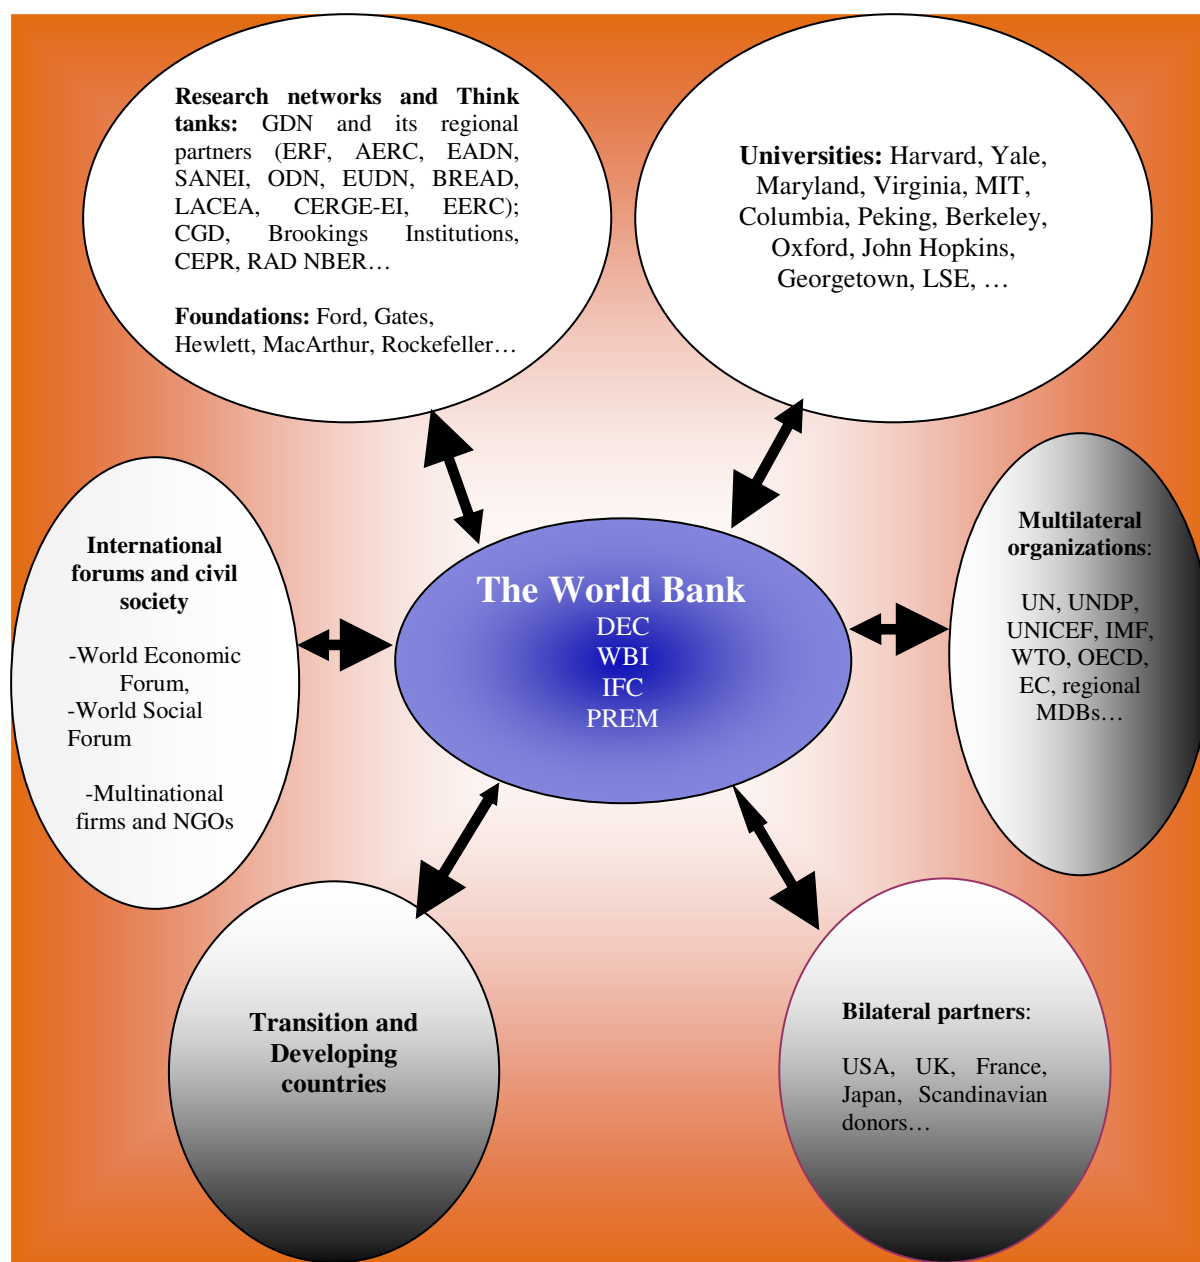 Research networks and Think
tanks: GDN and its regional
partners (ERF, AERC, EADN,
SANEI, ODN, EUDN, BREAD,
LACEA, CERGE-EI, EERC);
CGD, Brookings Institutions,
CEPR, RAD NBER…
Foundations: Ford, Gates,
Hewlett, MacArthur, Rockefeller…
Universities: Harvard, Yale,
Maryland, Virginia, MIT,
Columbia, Peking, Berkeley,
Oxford, John Hopkins,
Georgetown, LSE, …
International
forums and civil
society
-World Economic
Forum,
-World Social
Forum
-Multinational
firms and NGOs
The World Bank
DEC
WBI
IFC
PREM
Multilateral
organizations:
UN, UNDP,
UNICEF, IMF,
WTO, OECD,
EC, regional
MDBs…
Transition and
Developing
countries
Bilateral partners:
USA, UK, France,
Japan, Scandinavian
donors…